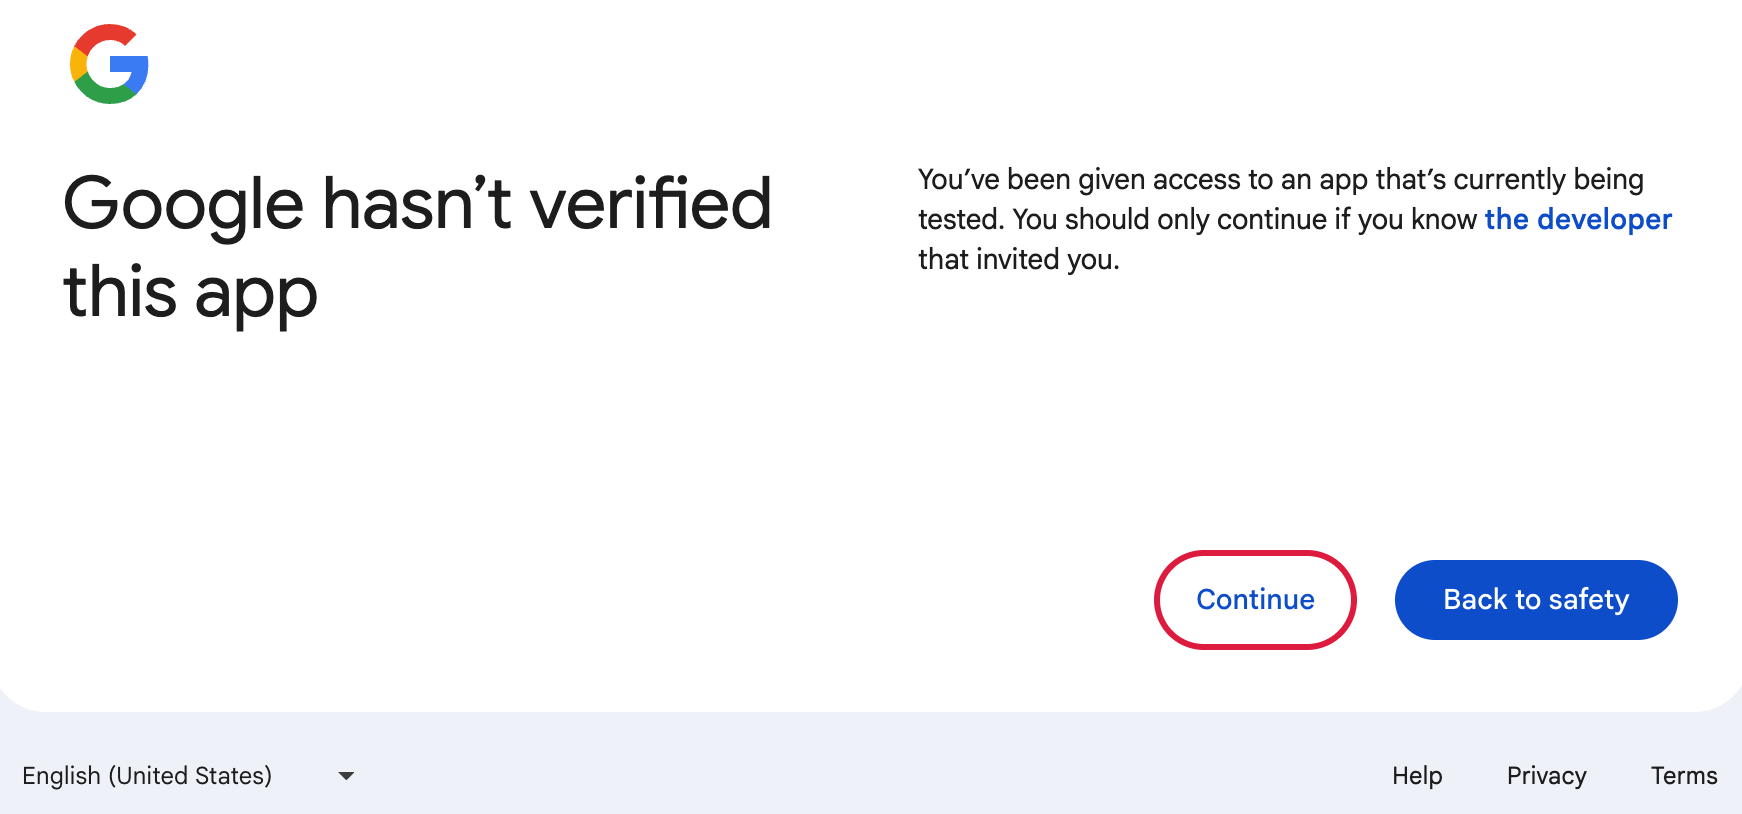 Google hasn’t verified
this app
You’ve been given access to an app that’s currently being
tested. You should only continue if you know the developer
that invited you.
Continue
Back to safety
English (United States)
Help
Privacy
Terms